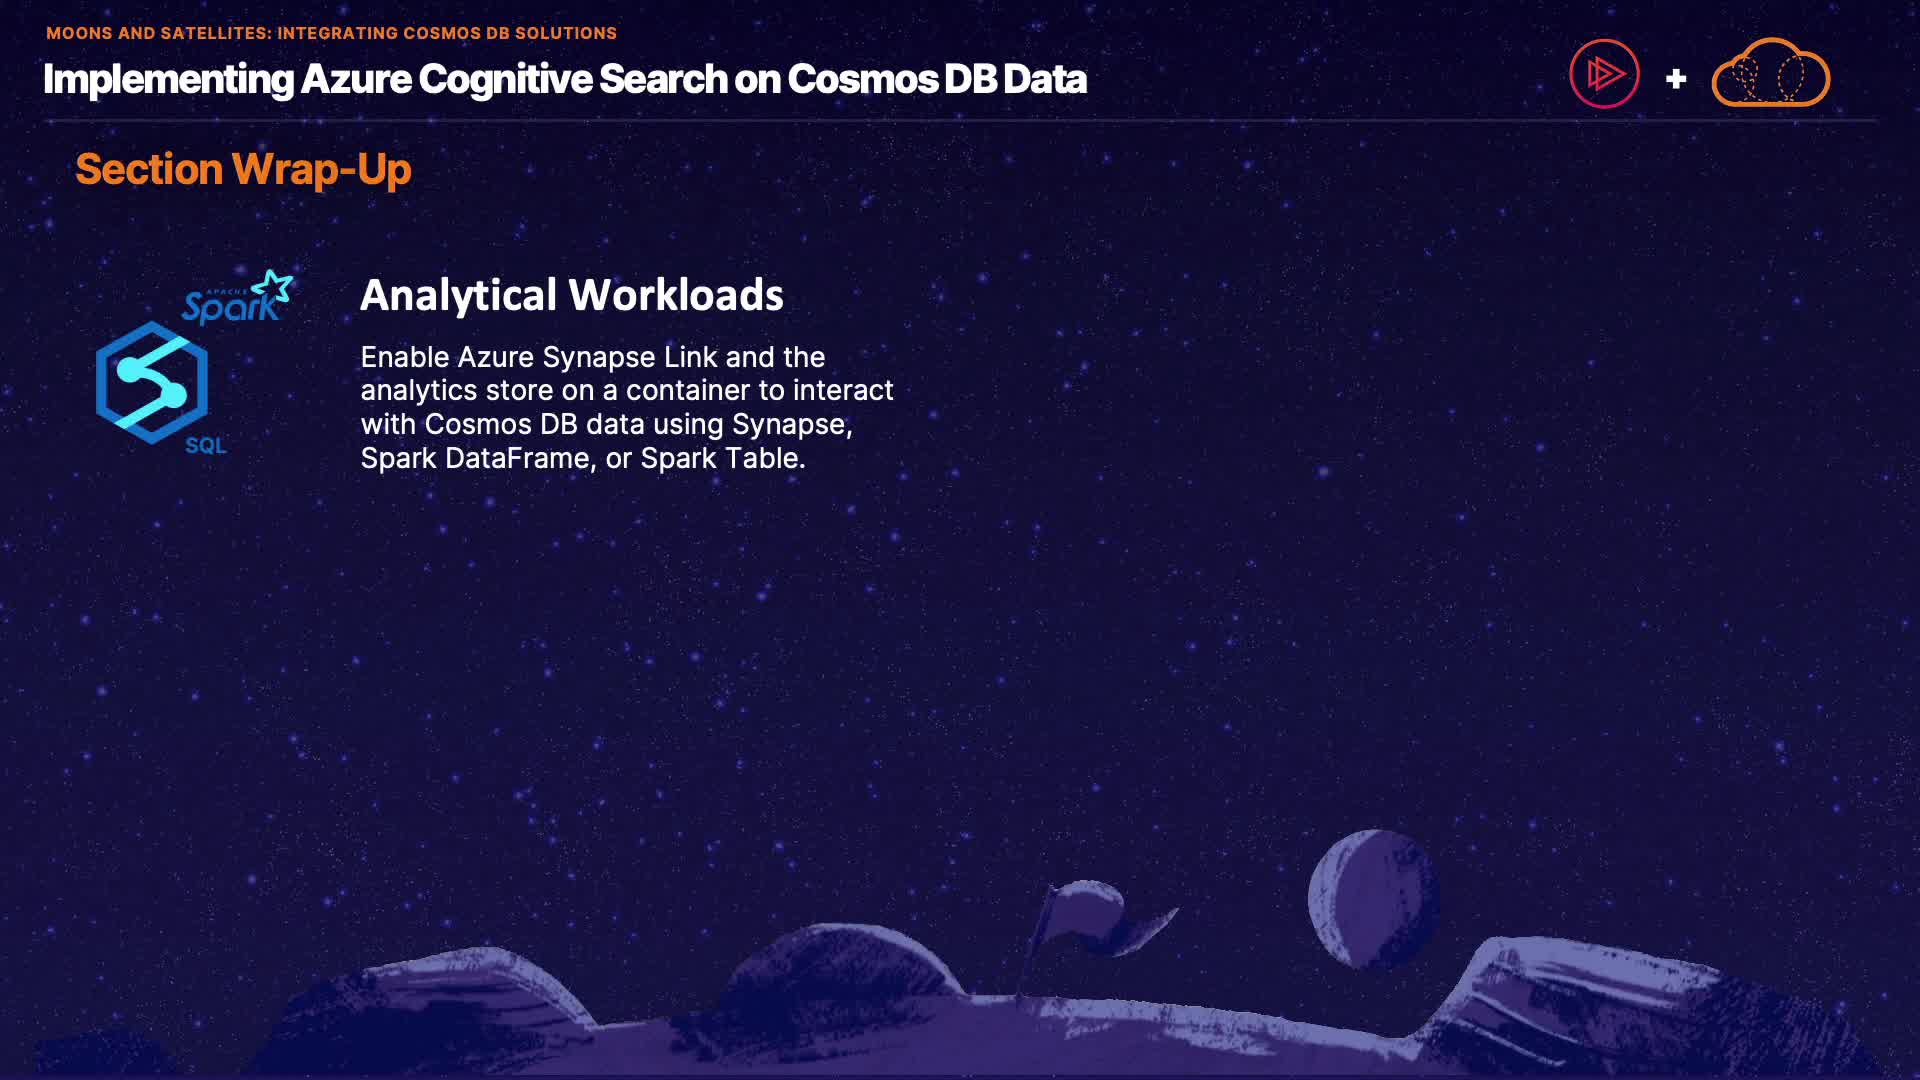 MOONS AND SATELLITES: INTEGRATING COSMOS DB SOLUTIONS
Implementing Azure Cognitive Search on Cosmos DB Data
+
Section Wrap-Up
APACHE
Spark
SQL
Analytical Workloads
Enable Azure Synapse Link and the
analytics store on a container to interact
with Cosmos DB data using Synapse,
Spark DataFrame, or Spark Table.